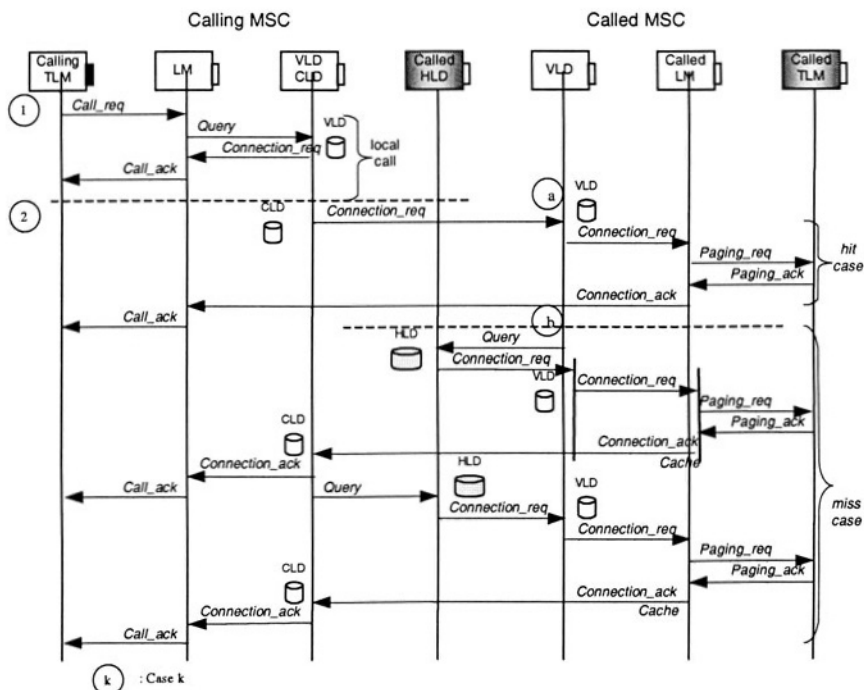 Calling MSC
Called MSC
Calling TLM
LM
VLD CLD
Called HLD
VLD
Called LM
Called TLM
1
Call_req
Query
VLD
Connection_req
local call
Call_ack
2
CLD
Connection_req
a
VLD
Connection_req
Paging_req
hit case
Paging_ack
Connection_ack
Call_ack
b
HLD
Query
Connection_req
VLD
Connection_req
Paging_req
Paging_ack
CLD
Connection_ack
Cache
Connection_ack
HLD
Call_ack
Query
VLD
Connection_req
miss case
Connection_req
Paging_req
Paging_ack
CLD
Connection_ack
Cache
Connection_ack
Call_ack
k
: Case k